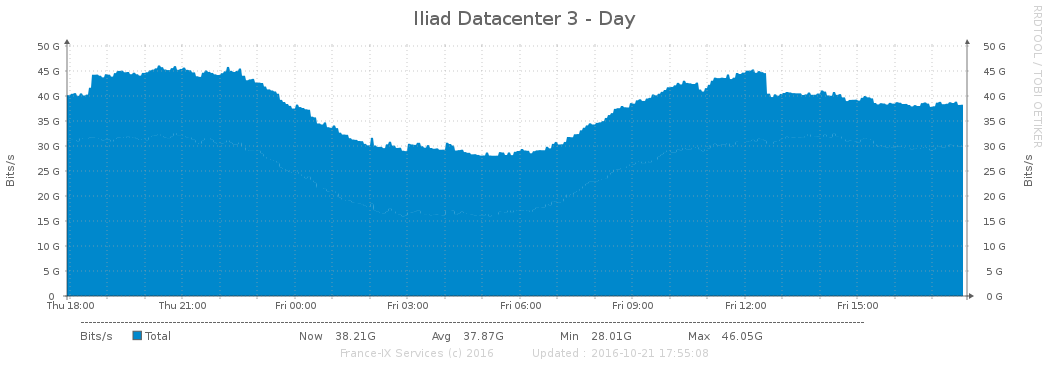 Iliad Datacenter 3 - Day
RRDTOOL / TOBI OETIKER
Bits/s
50 G 50 G
45 G 45 G
40 G 40 G
35 G 35 G
30 G 30 G
25 G 25 G
20 G 20 G
15 G 15 G
10 G 10 G
5 G 5 G
0 0 G
Bits/s
Thu 18:00 Thu 21:00 Fri 00:00 Fri 03:00 Fri 06:00 Fri 09:00 Fri 12:00 Fri 15:00
Bits/s Total Now 38.21G Avg 37.87G Min 28.01G Max 46.05G
France-IX Services (c) 2016 Updated : 2016-10-21 17:55:08